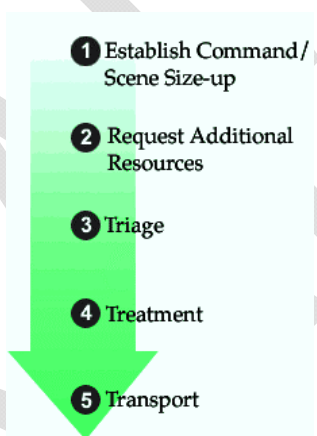 1 Establish Command/
Scene Size-up
2 Request Additional
Resources
3 Triage
4 Treatment
5 Transport